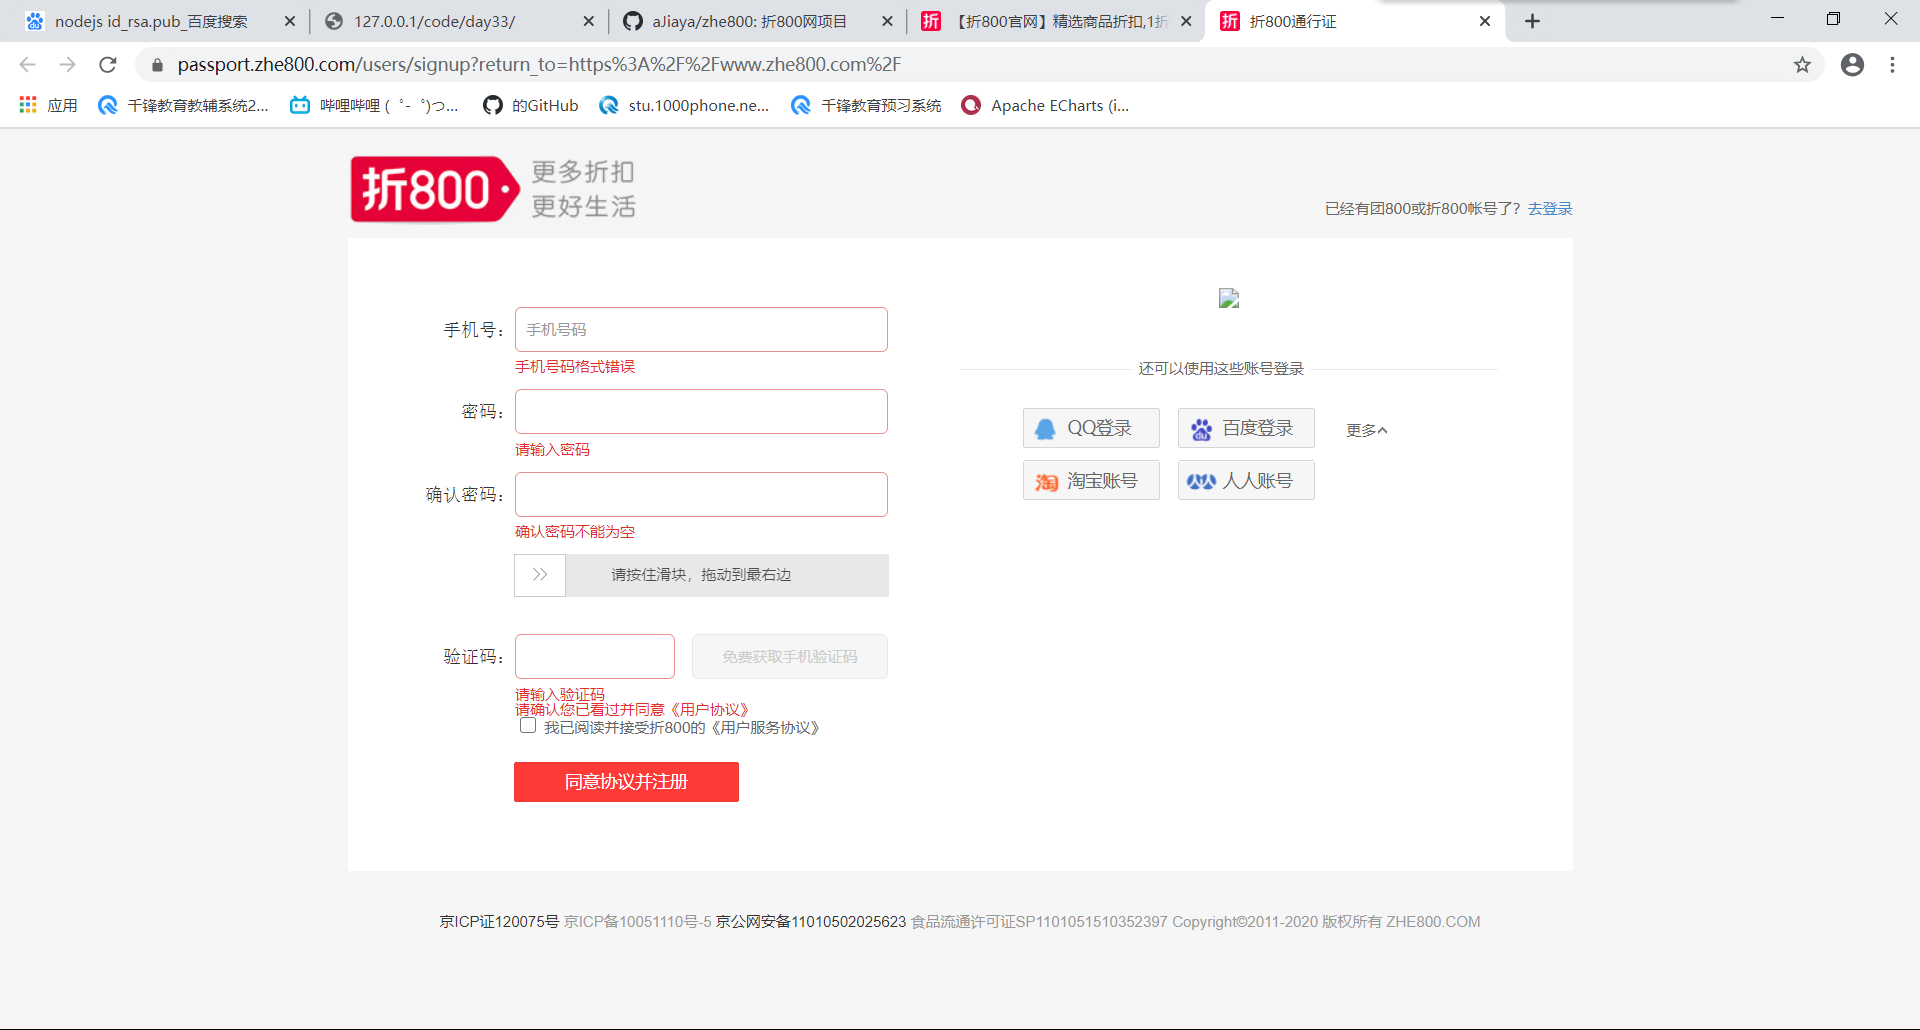 nodejs id_rsa.pub_百度搜索
127.0.0.1/code/day33/
aJiaya/zhe800: 折800网项目
折
【折800官网】精选商品折扣,1折
折
折800通行证
passport.zhe800.com/users/signup?return_to=https%3A%2F%2Fwww.zhe800.com%2F
应用
千锋教育教辅系统2...
哔哩哔哩 ( ゜- ゜)つ...
的GitHub
stu.1000phone.ne...
千锋教育预习系统
Apache ECharts (i...
折800
更多折扣
更好生活
已经有团800或折800帐号了？去登录
手机号：
手机号码
手机号码格式错误
密码：
请输入密码
确认密码：
确认密码不能为空
请按住滑块，拖动到最右边
验证码：
免费获取手机验证码
请输入验证码
请确认您已看过并同意《用户协议》
我已阅读并接受折800的《用户服务协议》
同意协议并注册
还可以使用这些账号登录
QQ登录
du
百度登录
更多
淘
淘宝账号
人人账号
京ICP证120075号 京ICP备10051110号-5 京公网安备11010502025623 食品流通许可证SP1101051510352397 Copyright©2011-2020 版权所有 ZHE800.COM